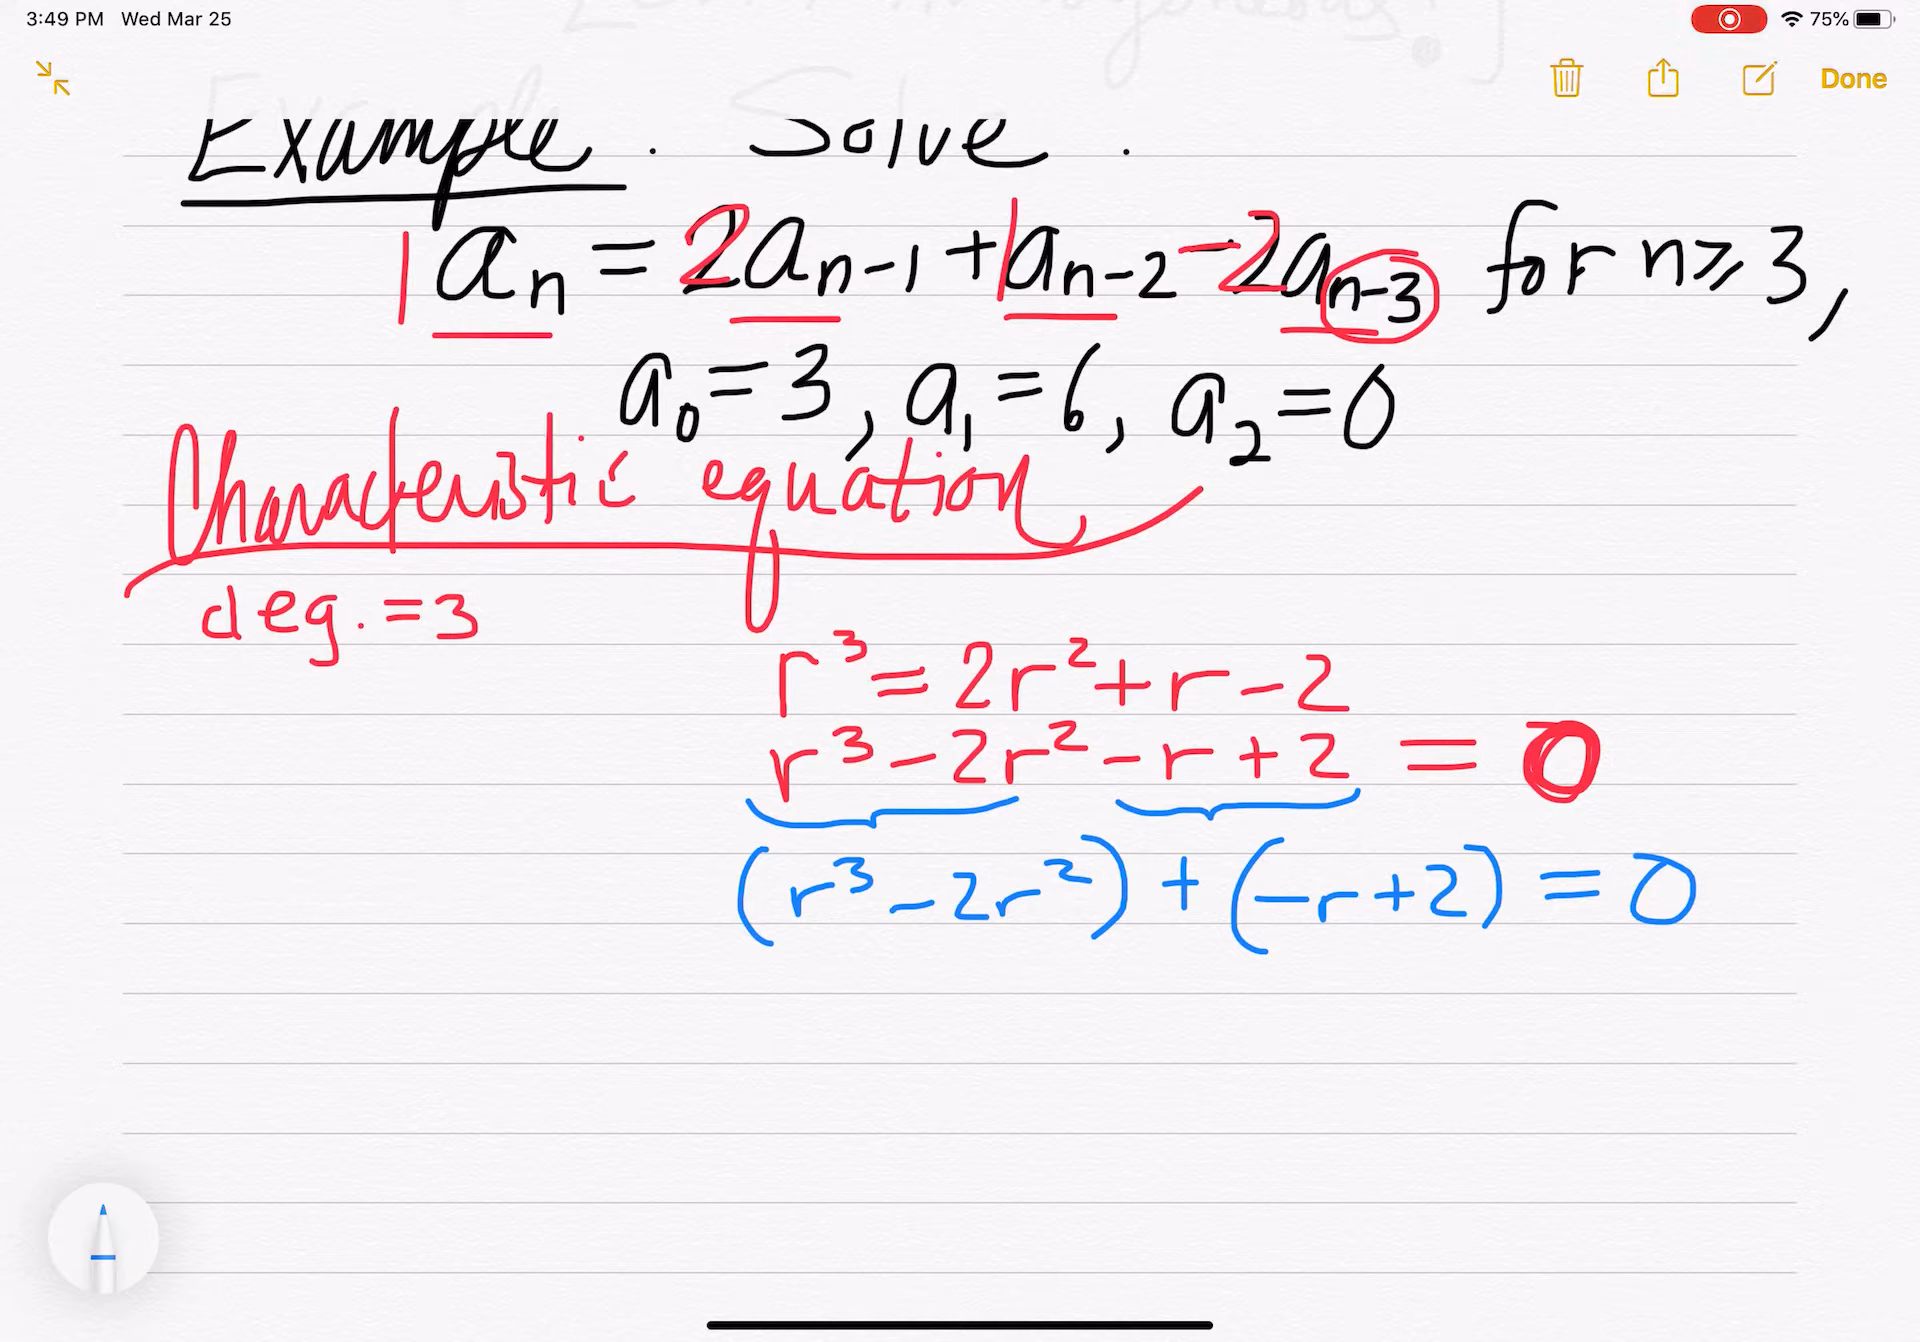 3:49 PM Wed Mar 25 75%
Done
Example. Solve.
1aₙ = 2aₙ₋₁ + 1aₙ₋₂ - 2aₙ₋₃ for n ≥ 3,
a₀ = 3, a₁ = 6, a₂ = 0
Characteristic equation
deg. = 3
r³ = 2r² + r - 2
r³ - 2r² - r + 2 = 0
(r³ - 2r²) + (-r + 2) = 0